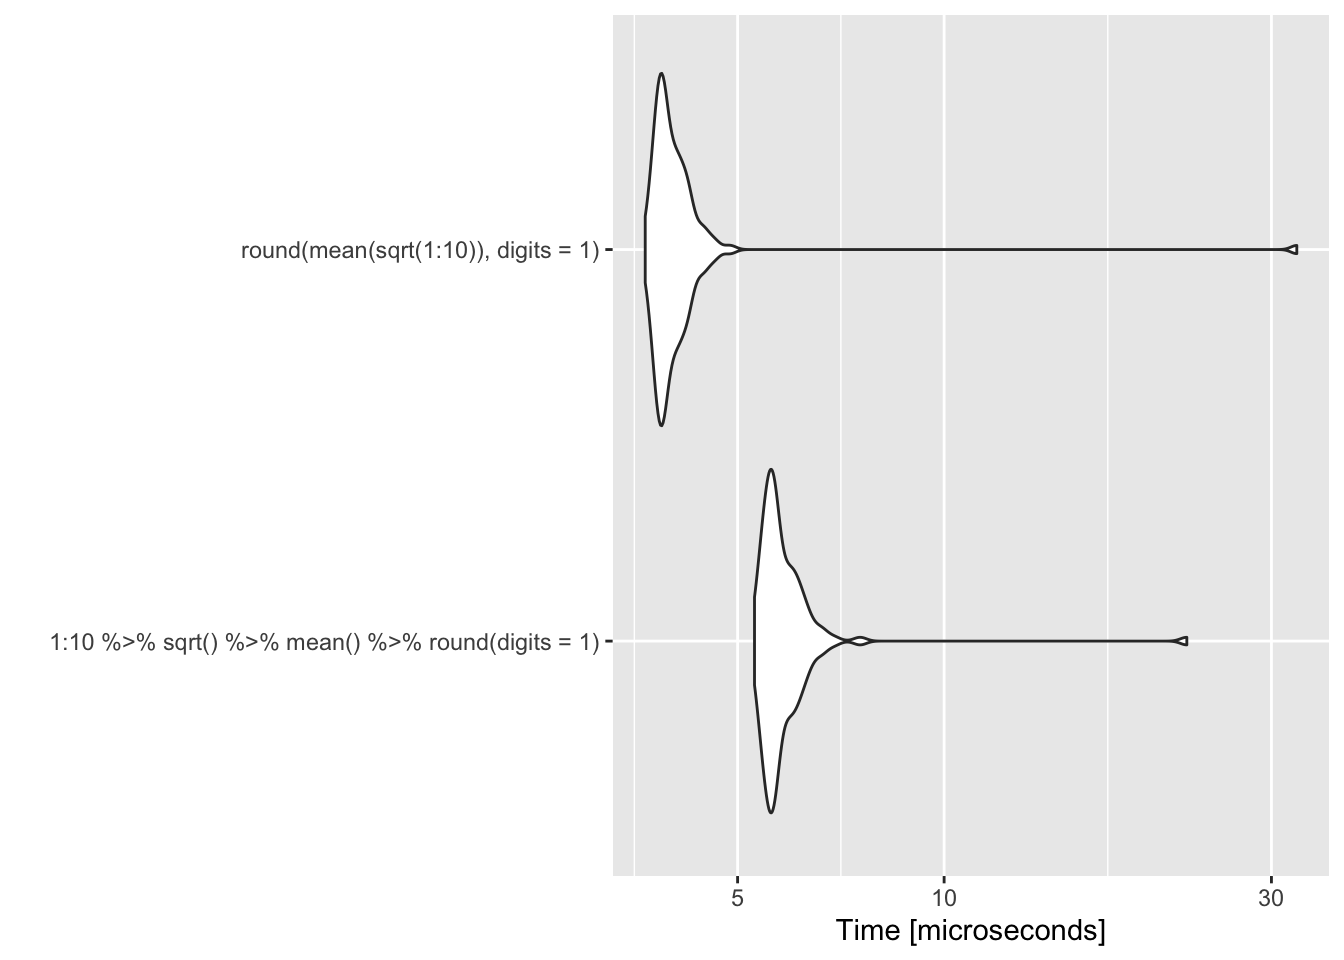 round(mean(sqrt(1:10)), digits = 1)
1:10 %>% sqrt() %>% mean() %>% round(digits = 1)
5 10 30
Time [microseconds]